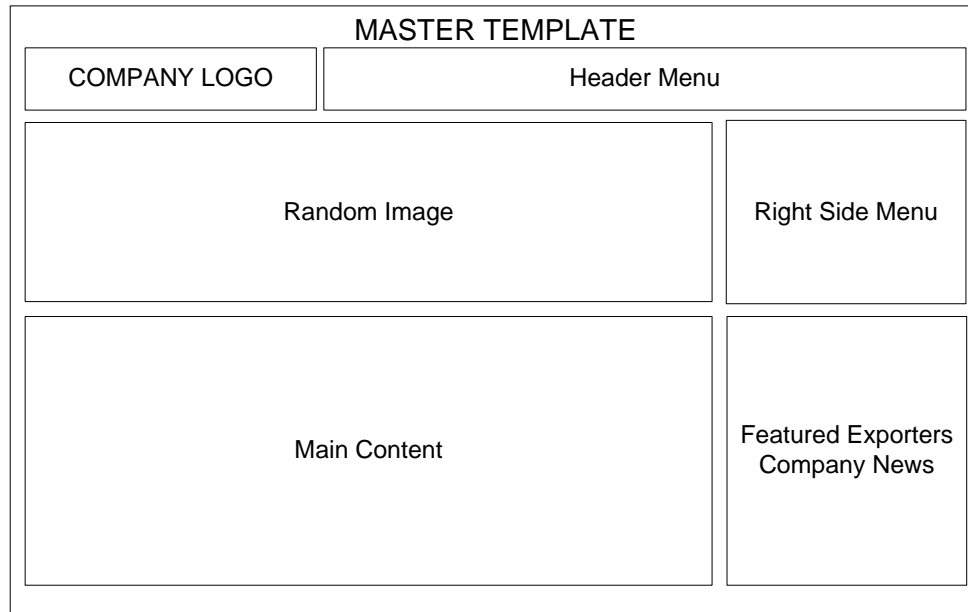 MASTER TEMPLATE
COMPANY LOGO
Header Menu
Random Image
Right Side Menu
Main Content
Featured Exporters
Company News